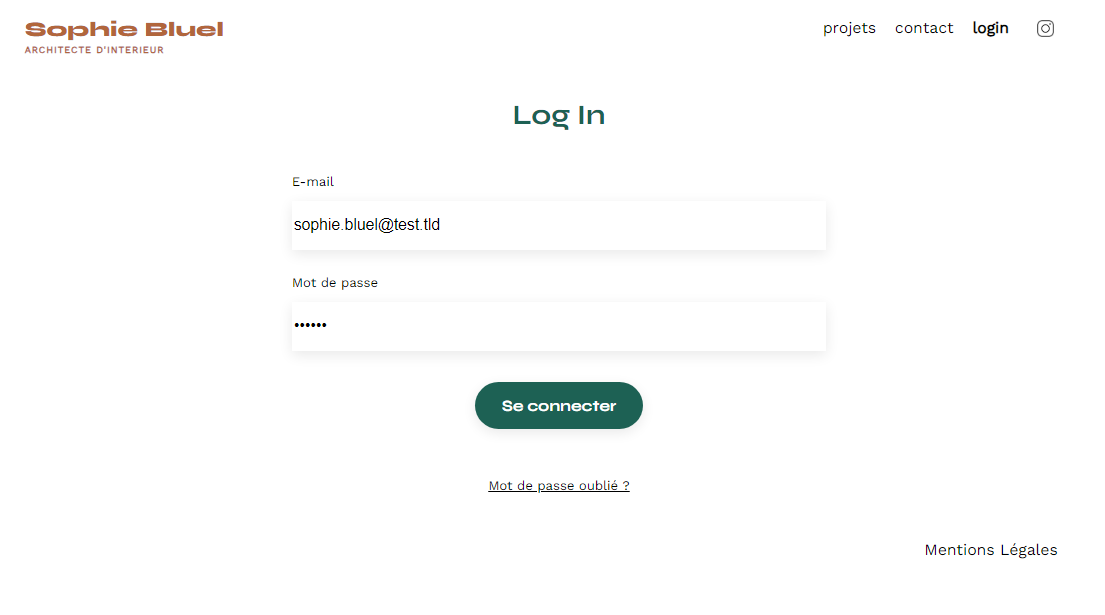 Sophie Bluel
ARCHITECTE D'INTERIEUR
projets contact login
Log In
E-mail
sophie.bluel@test.tld
Mot de passe
••••••
Se connecter
Mot de passe oublié ?
Mentions Légales